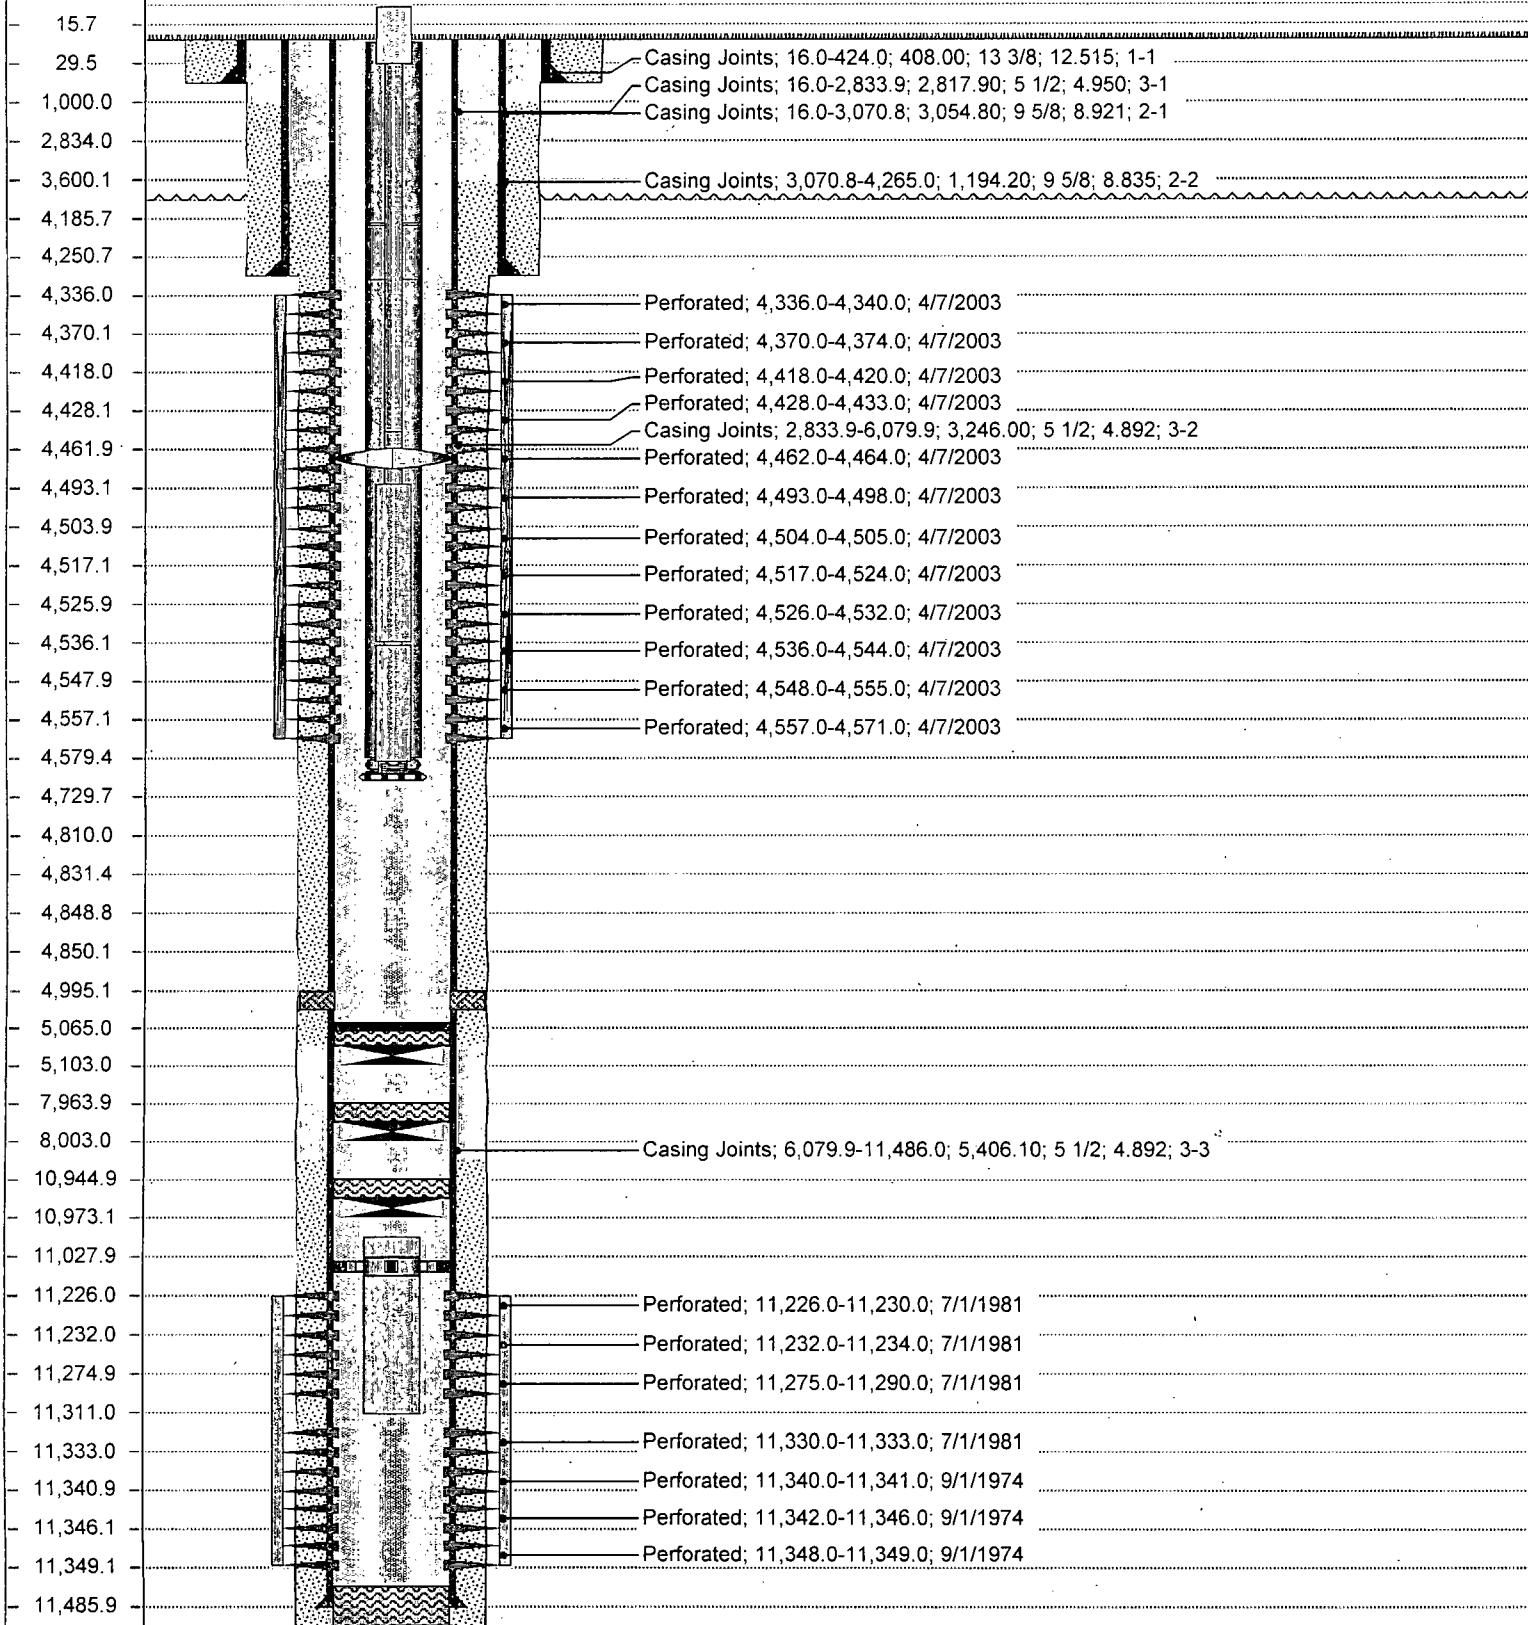 15.7
Casing Joints; 16.0-424.0; 408.00; 13 3/8; 12.515; 1-1
29.5
Casing Joints; 16.0-2,833.9; 2,817.90; 5 1/2; 4.950; 3-1
1,000.0
Casing Joints; 16.0-3,070.8; 3,054.80; 9 5/8; 8.921; 2-1
2,834.0
3,600.1
Casing Joints; 3,070.8-4,265.0; 1,194.20; 9 5/8; 8.835; 2-2
4,185.7
4,250.7
4,336.0
Perforated; 4,336.0-4,340.0; 4/7/2003
4,370.1
Perforated; 4,370.0-4,374.0; 4/7/2003
4,418.0
Perforated; 4,418.0-4,420.0; 4/7/2003
4,428.1
Perforated; 4,428.0-4,433.0; 4/7/2003
Casing Joints; 2,833.9-6,079.9; 3,246.00; 5 1/2; 4.892; 3-2
4,461.9
Perforated; 4,462.0-4,464.0; 4/7/2003
4,493.1
Perforated; 4,493.0-4,498.0; 4/7/2003
4,503.9
Perforated; 4,504.0-4,505.0; 4/7/2003
4,517.1
Perforated; 4,517.0-4,524.0; 4/7/2003
4,525.9
Perforated; 4,526.0-4,532.0; 4/7/2003
4,536.1
Perforated; 4,536.0-4,544.0; 4/7/2003
4,547.9
Perforated; 4,548.0-4,555.0; 4/7/2003
4,557.1
Perforated; 4,557.0-4,571.0; 4/7/2003
4,579.4
4,729.7
4,810.0
4,831.4
4,848.8
4,850.1
4,995.1
5,065.0
5,103.0
7,963.9
8,003.0
Casing Joints; 6,079.9-11,486.0; 5,406.10; 5 1/2; 4.892; 3-3
10,944.9
10,973.1
11,027.9
11,226.0
Perforated; 11,226.0-11,230.0; 7/1/1981
11,232.0
Perforated; 11,232.0-11,234.0; 7/1/1981
11,274.9
Perforated; 11,275.0-11,290.0; 7/1/1981
11,311.0
Perforated; 11,330.0-11,333.0; 7/1/1981
11,333.0
Perforated; 11,340.0-11,341.0; 9/1/1974
11,340.9
Perforated; 11,342.0-11,346.0; 9/1/1974
11,346.1
Perforated; 11,348.0-11,349.0; 9/1/1974
11,349.1
11,485.9